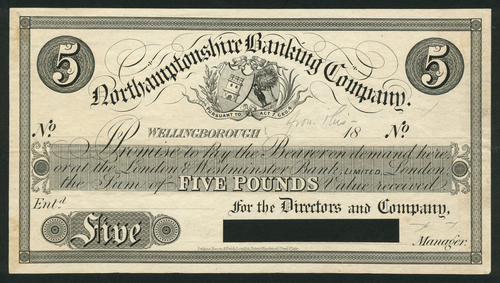 5 Northamptonshire Banking Company. 5
PURSUANT TO ACT 7 GEO. 4
No. WELLINGBOROUGH 18 No.
I Promise to Pay the Bearer on demand here
or at the London & Westminster Bank, LIMITED, London,
the Sum of FIVE POUNDS Value received
Entd. For the Directors and Company,
Five
Manager.